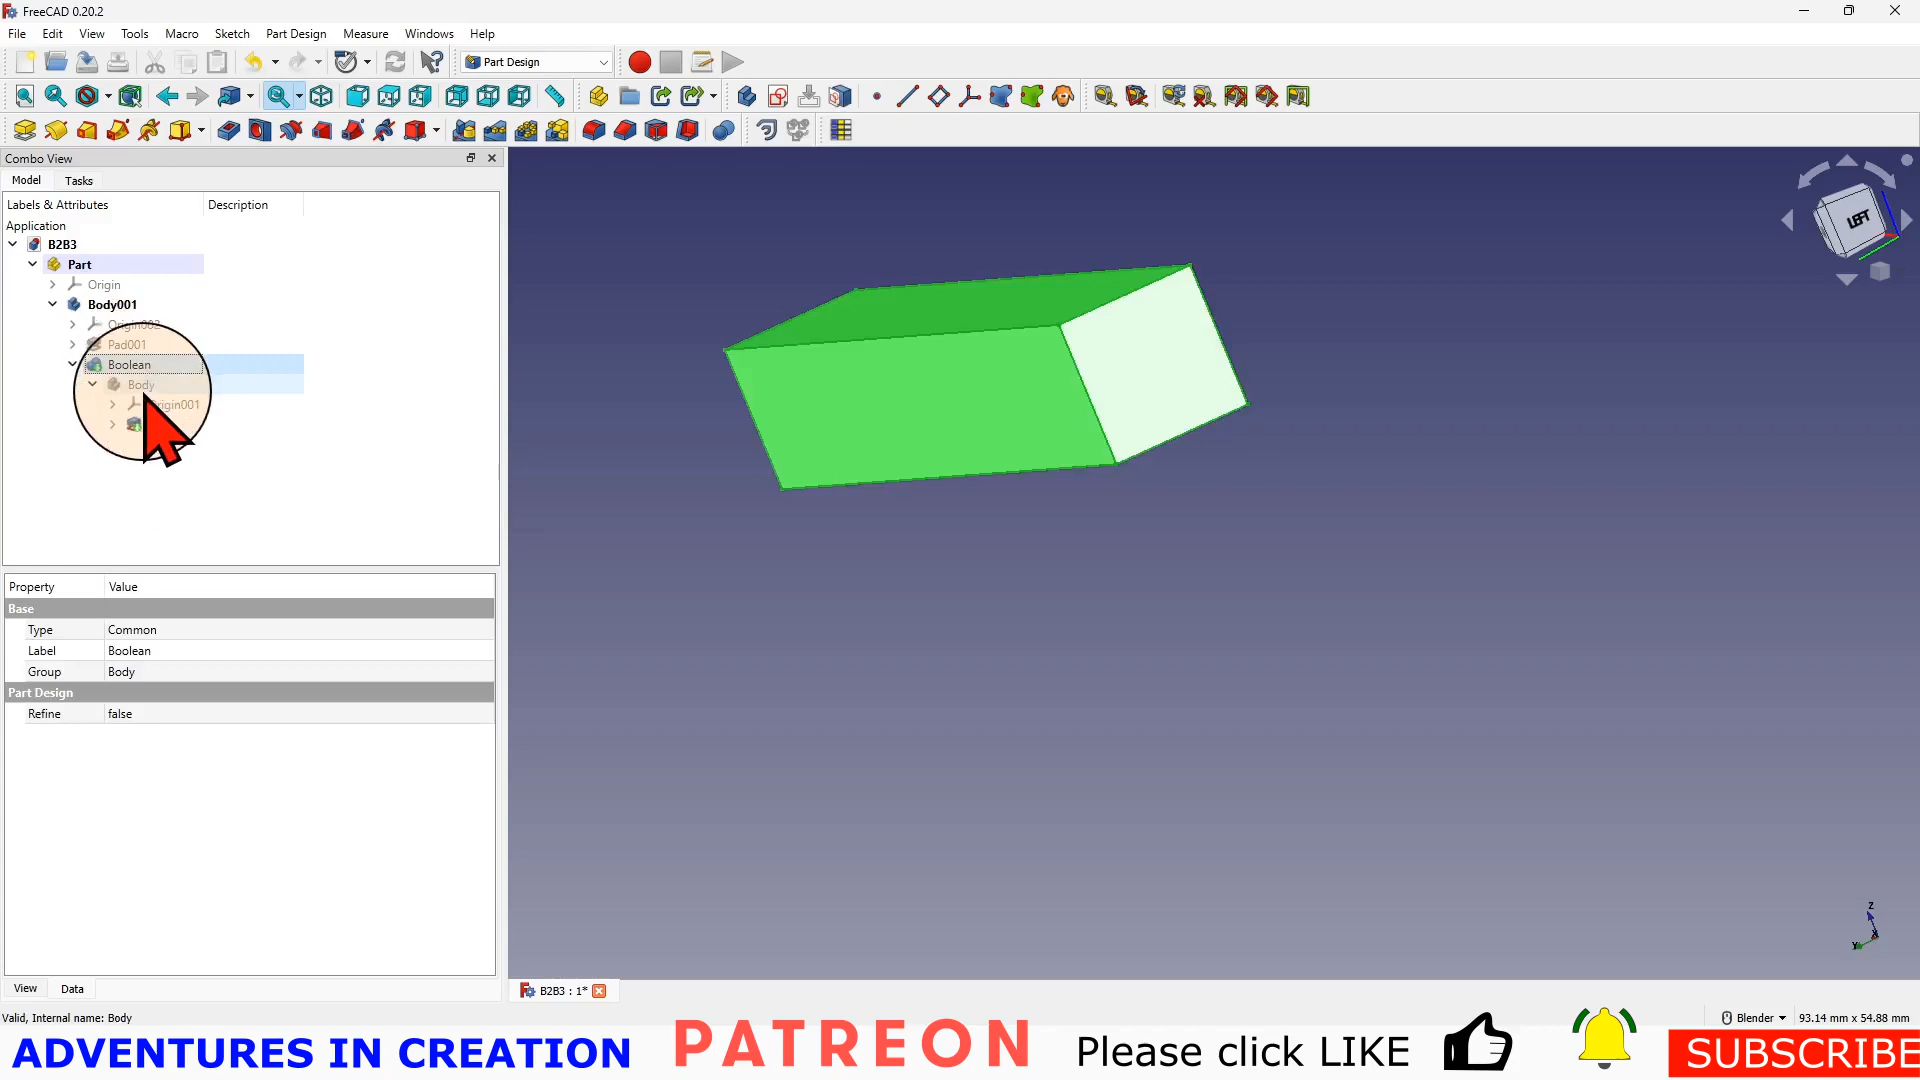 FreeCAD 0.20.2
File Edit View Tools Macro Sketch Part Design Measure Windows Help
Part Design
Combo View
Model Tasks
Labels & Attributes Description
Application
B2B3
Part
Origin
Body001
Origin002
Pad001
Boolean
Body
LEFT
Property Value
Base
Type Common
Label Boolean
Group Body
Part Design
Refine false
Z
Y
X
View Data
B2B3 : 1*
Valid, Internal name: Body
Blender 93.14 mm x 54.88 mm
ADVENTURES IN CREATION PATREON Please click LIKE SUBSCRIBE